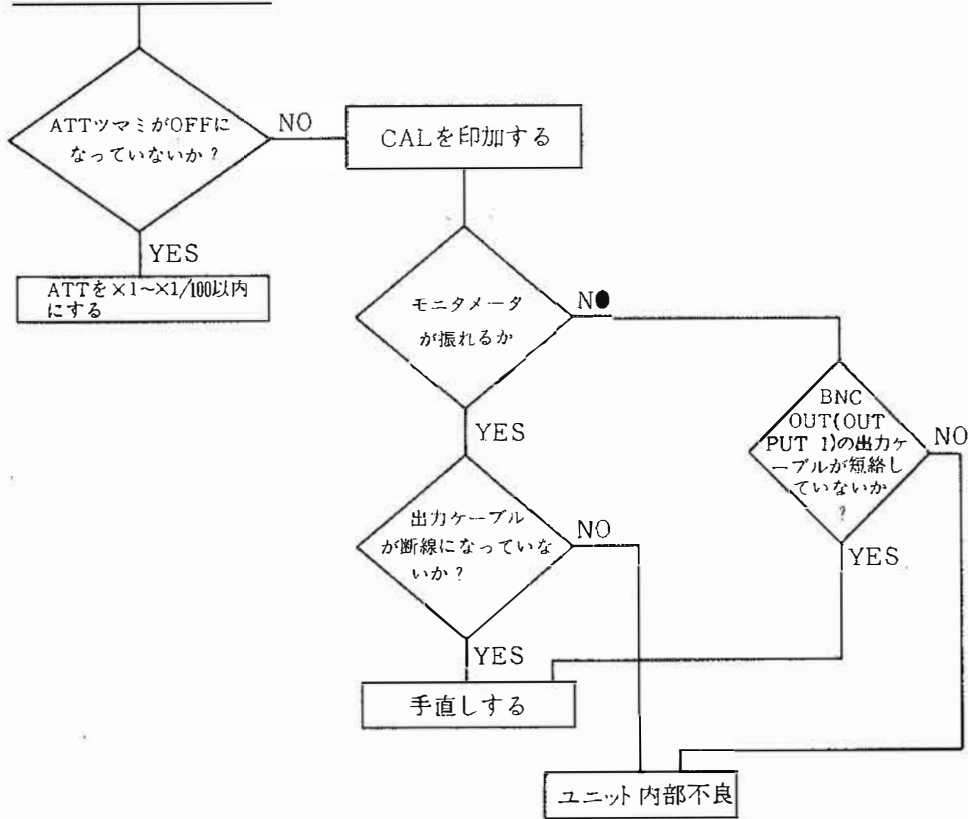 ATTツマミがOFFに
なっていないか?
NO
CALを印加する
YES
ATTを×1~×1/100以内
にする
モニタメータ
が振れるか
NO
YES
BNC
OUT(OUT
PUT 1)の出力ケ
ーブルが短絡し
ていないか
?
NO
YES
出力ケーブル
が断線になっていな
いか?
NO
YES
手直しする
ユニット内部不良